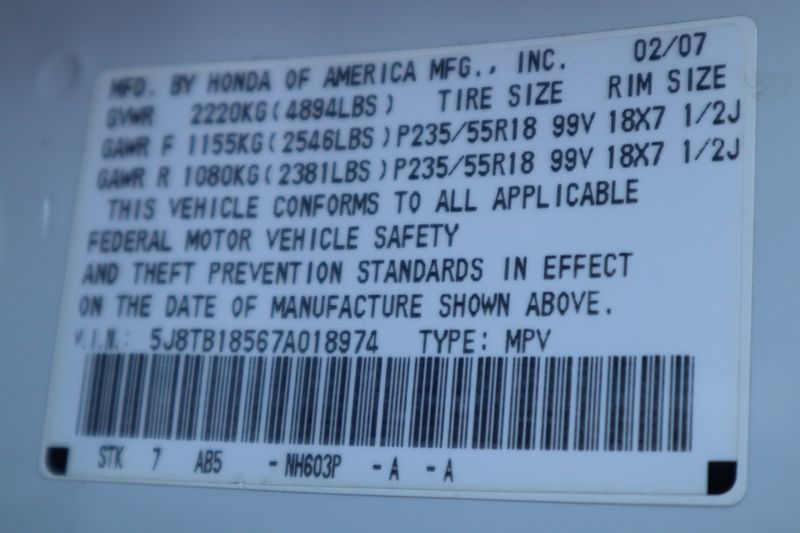 MFD. BY HONDA OF AMERICA MFG., INC. 02/07
GVWR 2220KG(4894LBS) TIRE SIZE RIM SIZE
GAWR F 1155KG(2546LBS)P235/55R18 99V 18X7 1/2J
GAWR R 1080KG(2381LBS)P235/55R18 99V 18X7 1/2J
THIS VEHICLE CONFORMS TO ALL APPLICABLE
FEDERAL MOTOR VEHICLE SAFETY
AND THEFT PREVENTION STANDARDS IN EFFECT
ON THE DATE OF MANUFACTURE SHOWN ABOVE.
V.I.N.: 5J8TB18567A018974 TYPE: MPV
STK 7 AB5 -NH603P -A -A